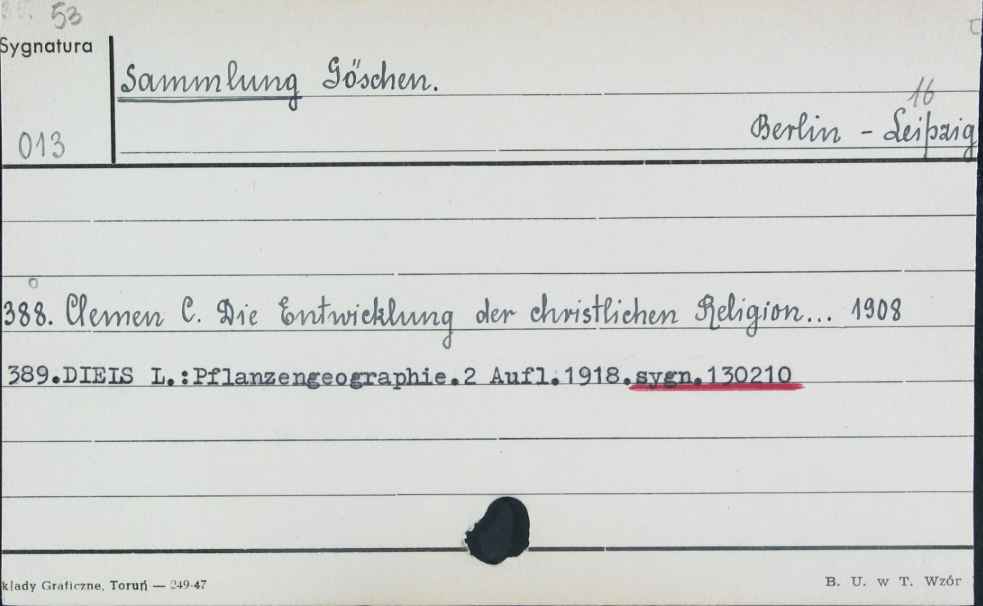 53
Sygnatura
Sammlung Göschen.
16
013
Berlin - Leipzig
388. Clemen C. Die Entwicklung der christlichen Religion... 1908
389.DIEIS L.:Pflanzengeographie.2 Aufl.1918.sygn.130210
kłady Graficzne, Toruń — 249-47
B. U. w T. Wzór